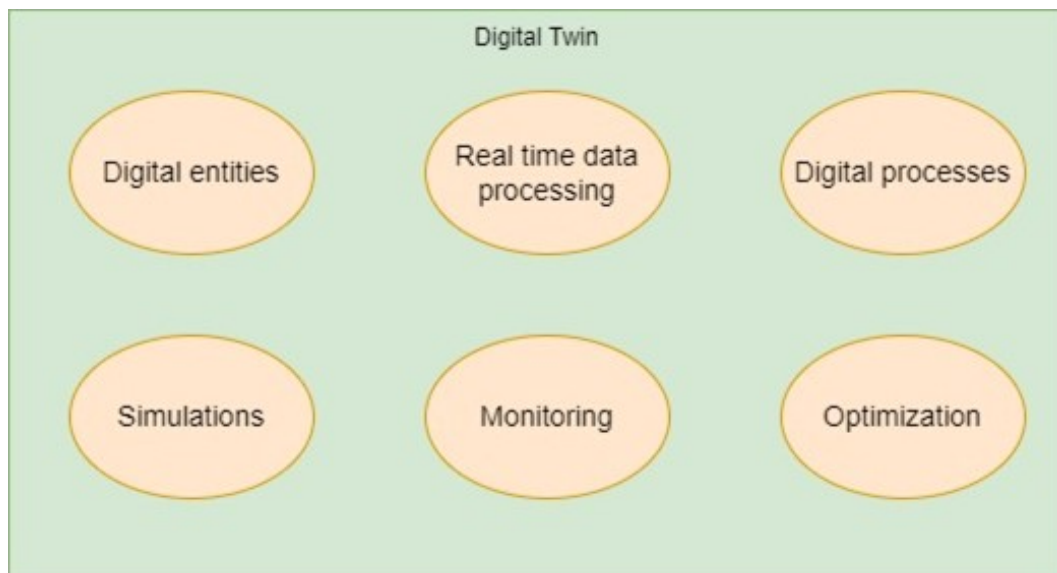 Digital Twin
Digital entities
Real time data
processing
Digital processes
Simulations
Monitoring
Optimization